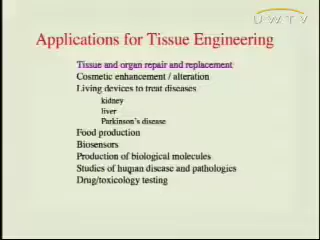 UWTV
Applications for Tissue Engineering
Tissue and organ repair and replacement
Cosmetic enhancement / alteration
Living devices to treat diseases
kidney
liver
Parkinson's disease
Food production
Biosensors
Production of biological molecules
Studies of human disease and pathologies
Drug/toxicology testing